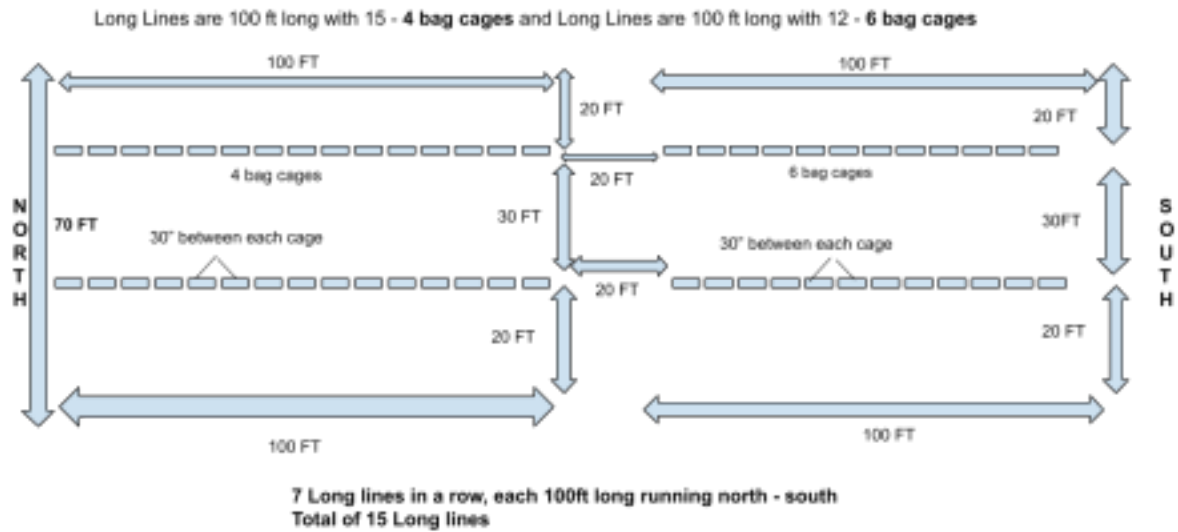 Long Lines are 100 ft long with 15 - 4 bag cages and Long Lines are 100 ft long with 12 - 6 bag cages
100 FT
100 FT
20 FT
20 FT
4 bag cages
20 FT
6 bag cages
NORTH
70 FT
30 FT
30FT
SOUTH
30" between each cage
30" between each cage
20 FT
20 FT
20 FT
100 FT
100 FT
7 Long lines in a row, each 100ft long running north - south
Total of 15 Long lines